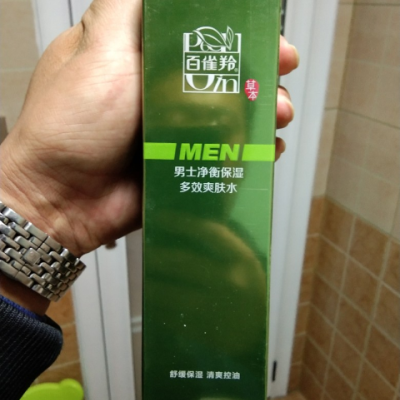 百雀羚
草本
MEN
男士净衡保湿
多效爽肤水
舒缓保湿 清爽控油